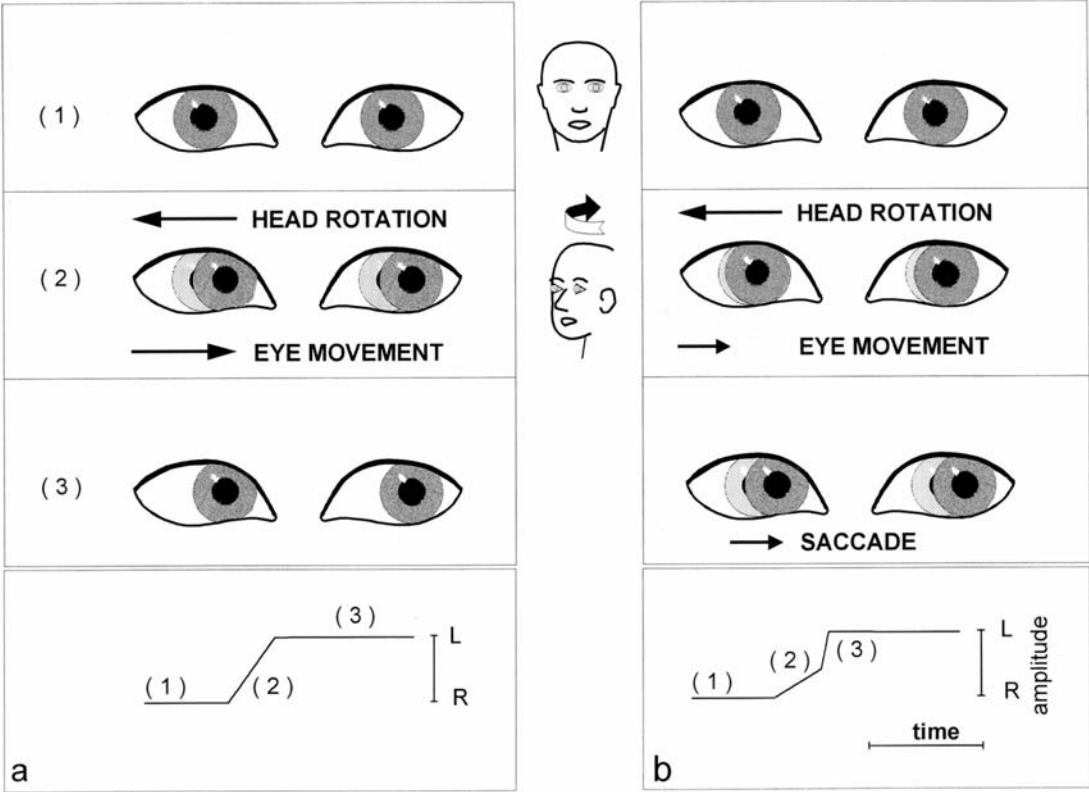 ( 1 )
HEAD ROTATION
HEAD ROTATION
( 2 )
EYE MOVEMENT
EYE MOVEMENT
( 3 )
SACCADE
( 3 )
L
( 1 )
( 2 )
R
a
L
( 2 )
( 3 )
( 1 )
R
amplitude
time
b